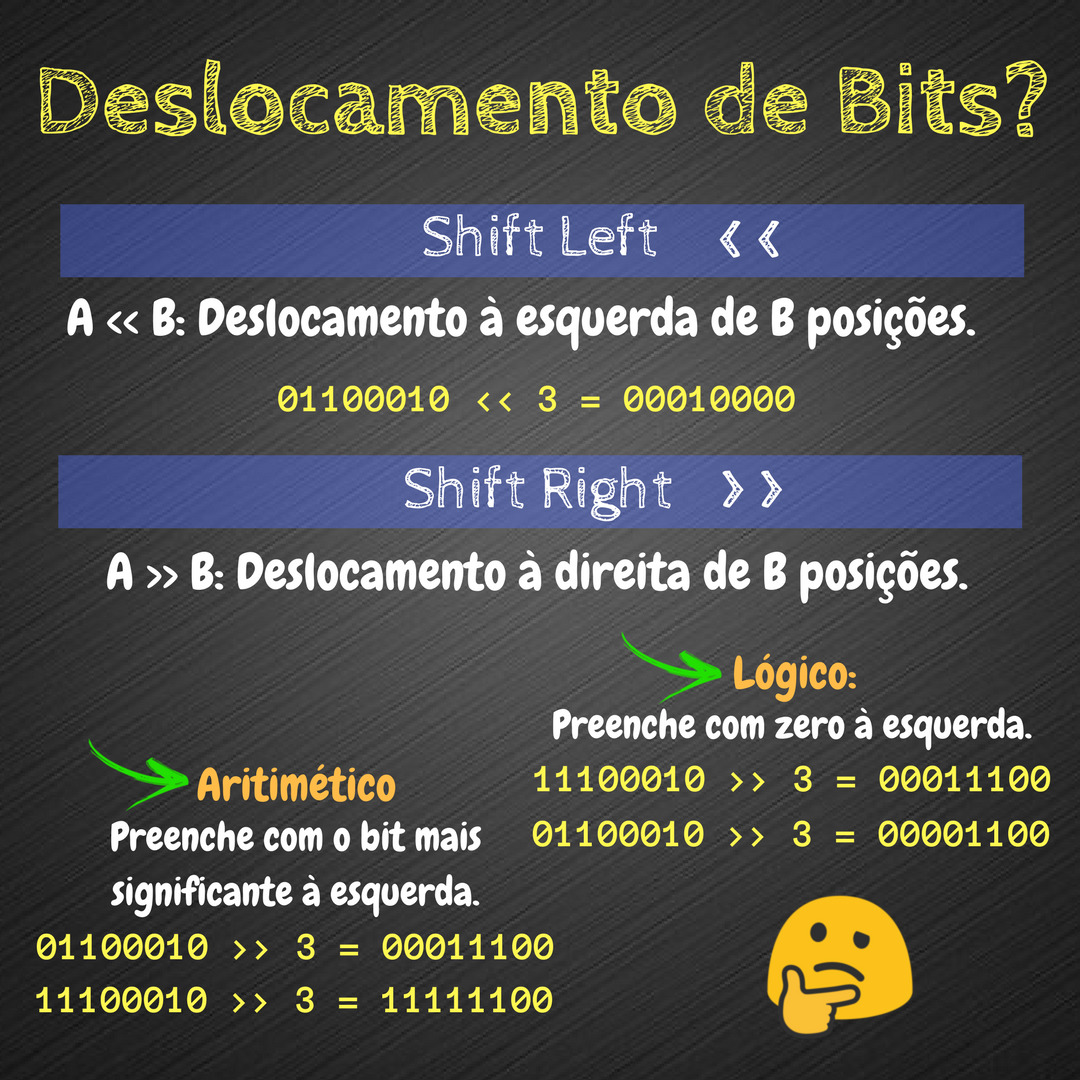 Deslocamento de Bits?
Shift Left <<
A << B: Deslocamento à esquerda de B posições.
01100010 << 3 = 00010000
Shift Right >>
A >> B: Deslocamento à direita de B posições.
Lógico:
Preenche com zero à esquerda.
11100010 >> 3 = 00011100
01100010 >> 3 = 00001100
Aritimético
Preenche com o bit mais
significante à esquerda.
01100010 >> 3 = 00011100
11100010 >> 3 = 11111100